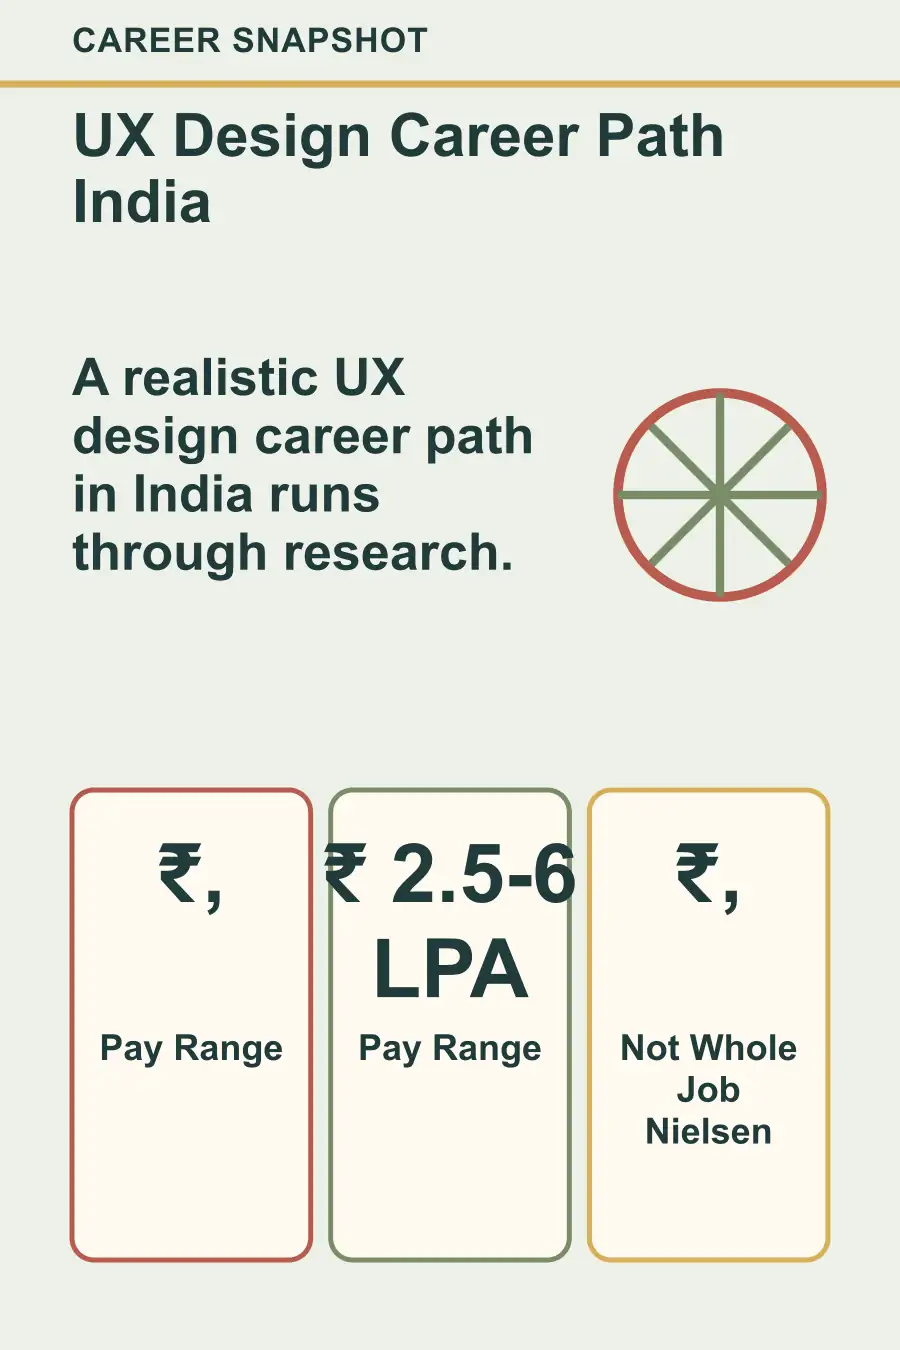 CAREER SNAPSHOT
UX Design Career Path
India
A realistic UX
design career path
in India runs
through research.
₹,
Pay Range
₹ 2.5-6
LPA
Pay Range
₹,
Not Whole
Job
Nielsen